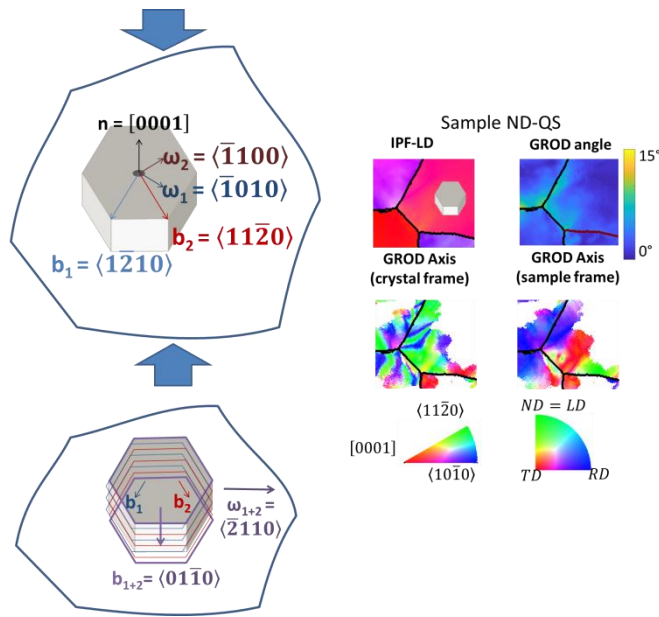 n = [0001]
ω₂ = ⟨1̅100⟩
ω₁ = ⟨1̅010⟩
b₂ = ⟨112̅0⟩
b₁ = ⟨12̅10⟩
b₁
b₂
ω₁₊₂ =
⟨2̅110⟩
b₁₊₂= ⟨011̅0⟩
Sample ND-QS
IPF-LD
GROD angle
15°
0°
GROD Axis
(crystal frame)
GROD Axis
(sample frame)
⟨112̅0⟩
[0001]
⟨101̅0⟩
ND = LD
TD
RD